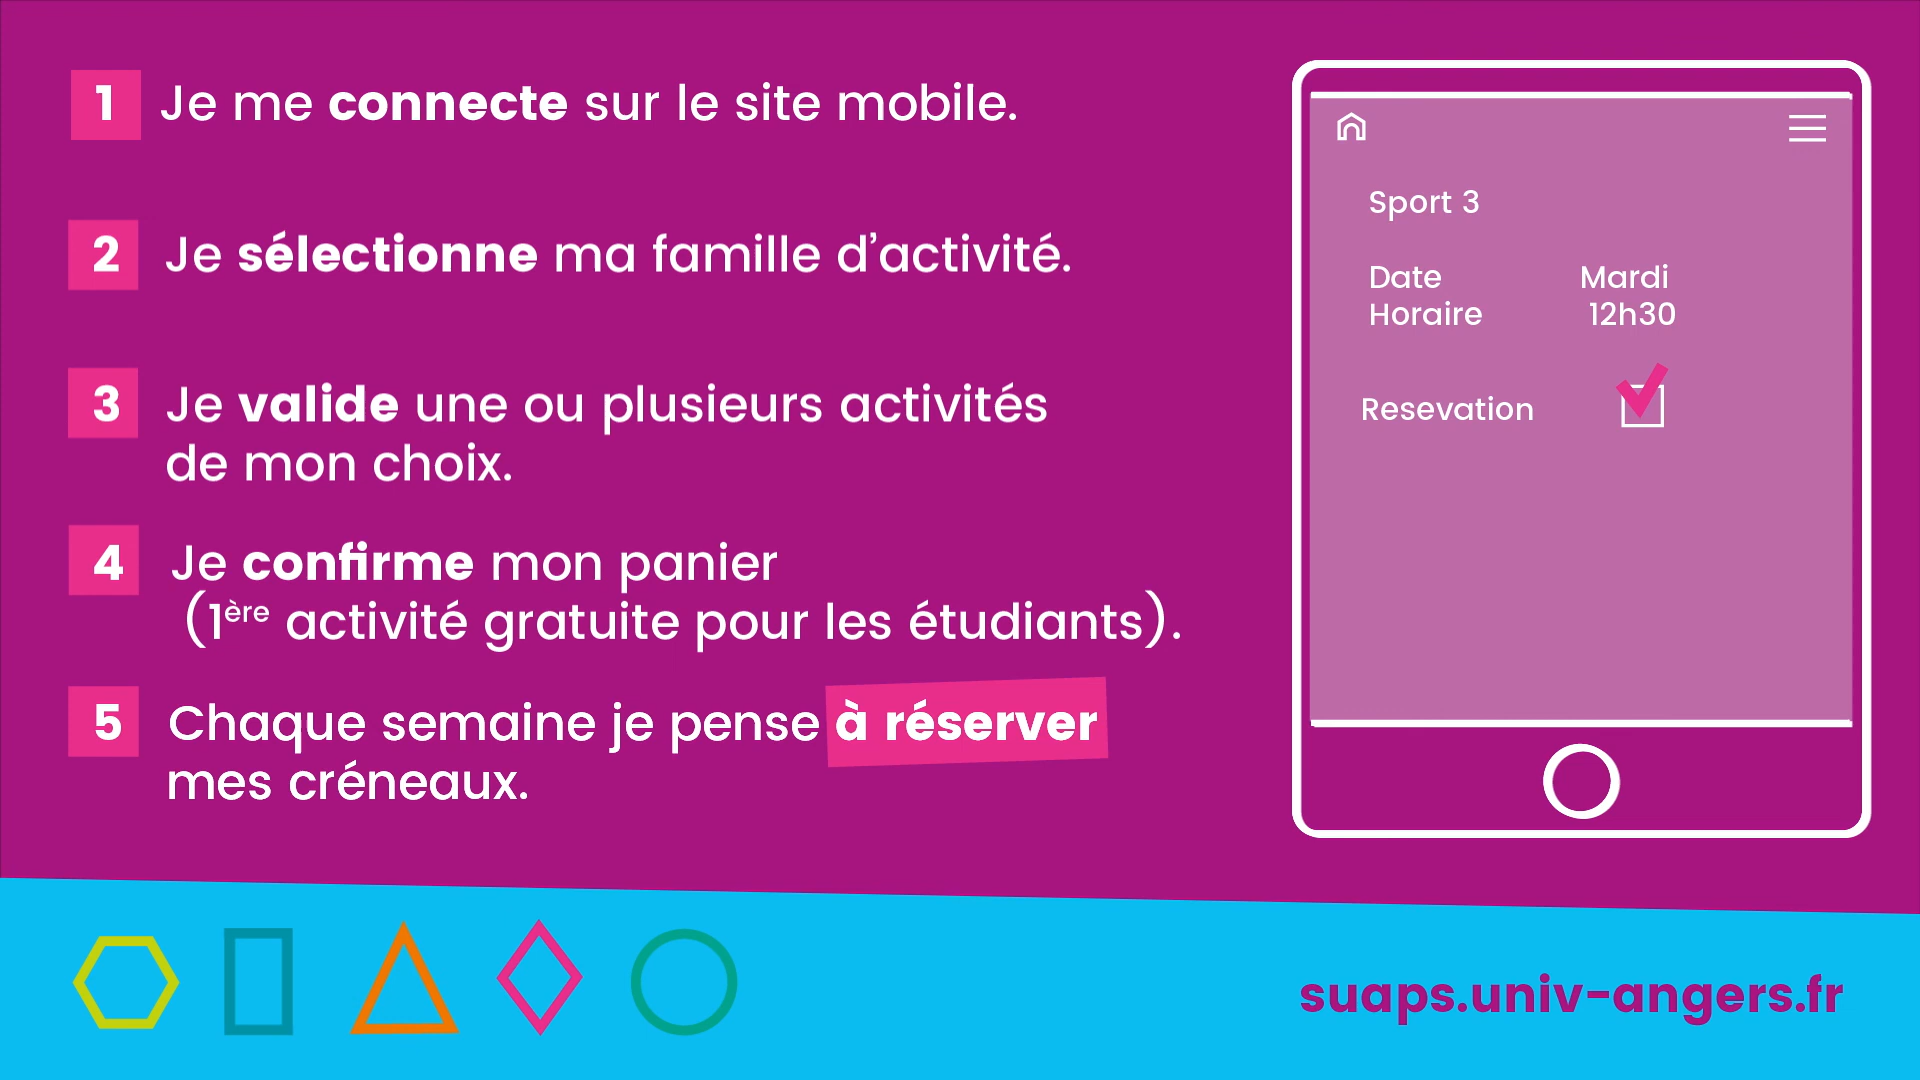 1 Je me connecte sur le site mobile.
2 Je sélectionne ma famille d’activité.
3 Je valide une ou plusieurs activités
de mon choix.
4 Je confirme mon panier
(1ère activité gratuite pour les étudiants).
5 Chaque semaine je pense à réserver
mes créneaux.
Sport 3
Date Mardi
Horaire 12h30
Resevation
suaps.univ-angers.fr